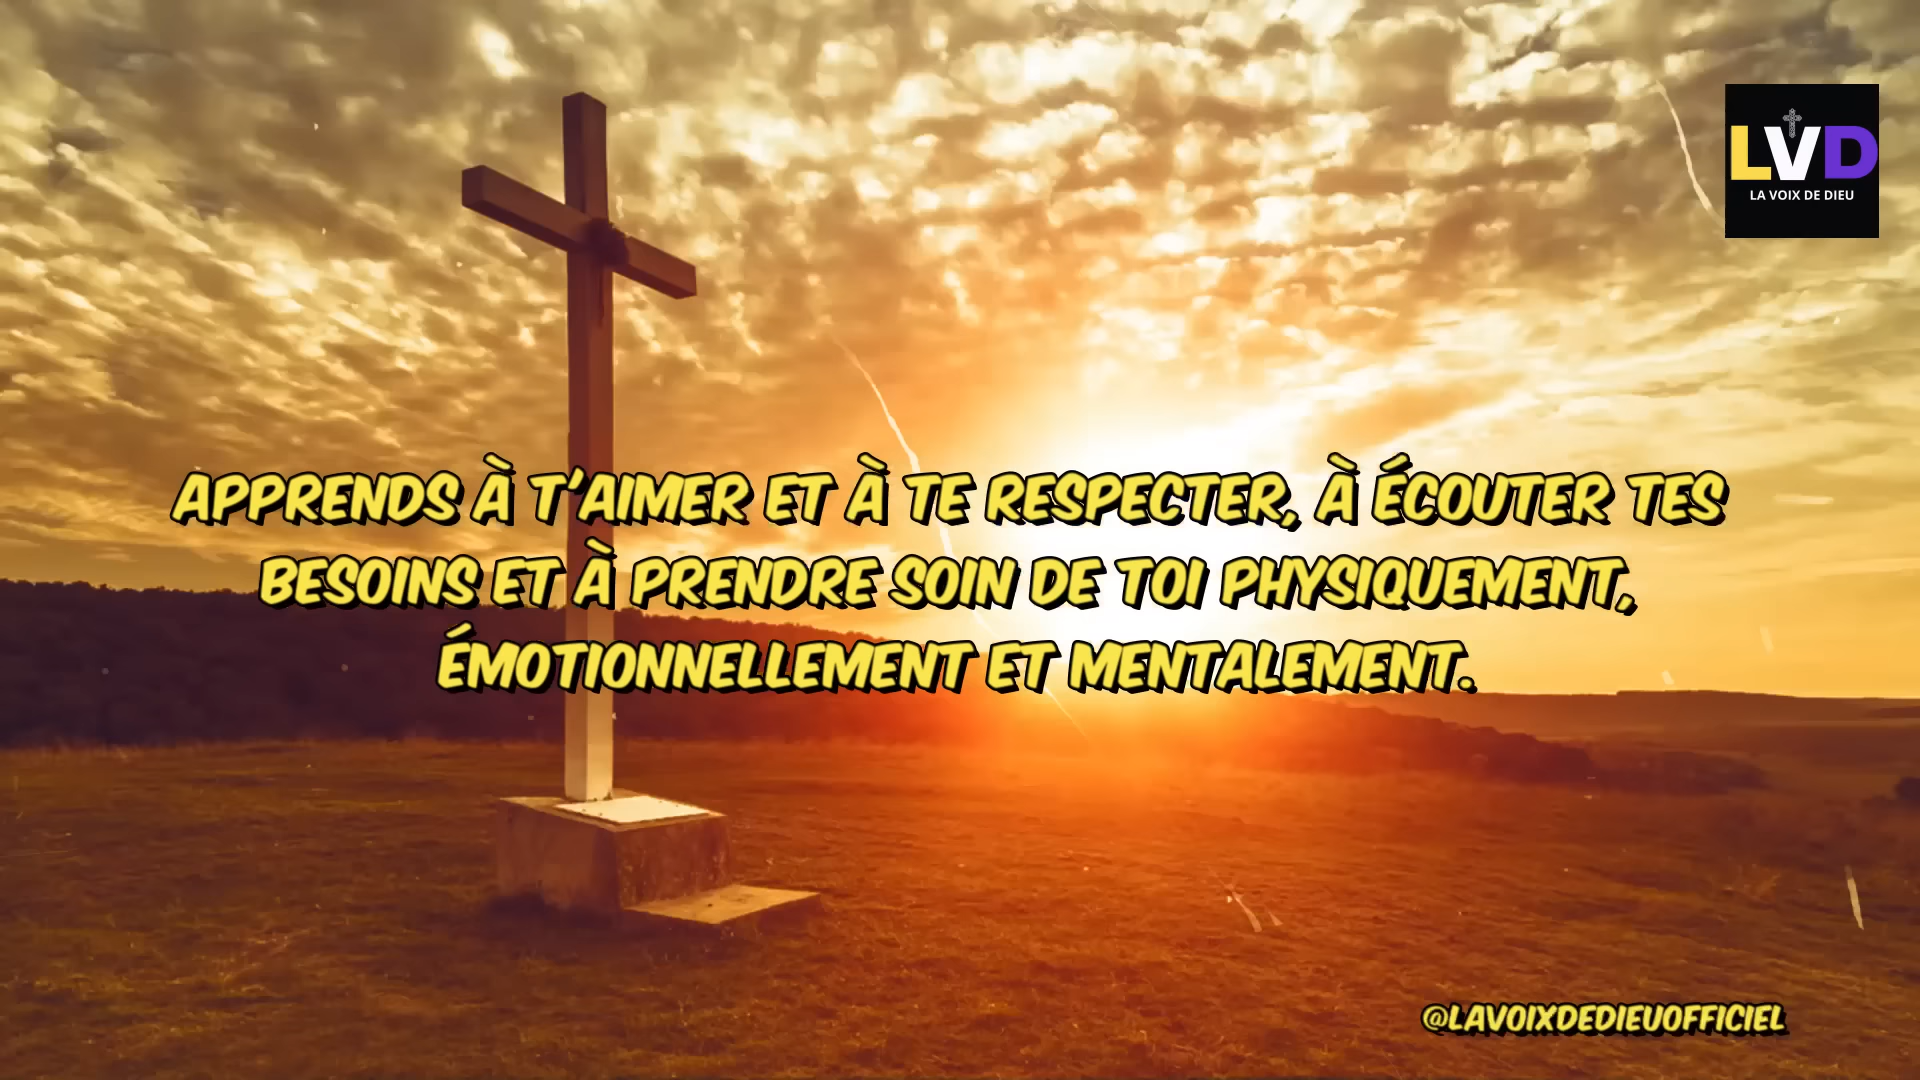 LVD
LA VOIX DE DIEU
APPRENDS À T'AIMER ET À TE RESPECTER, À ÉCOUTER TES
BESOINS ET À PRENDRE SOIN DE TOI PHYSIQUEMENT,
ÉMOTIONNELLEMENT ET MENTALEMENT.
@LAVOIXDEDIEUOFFICIEL